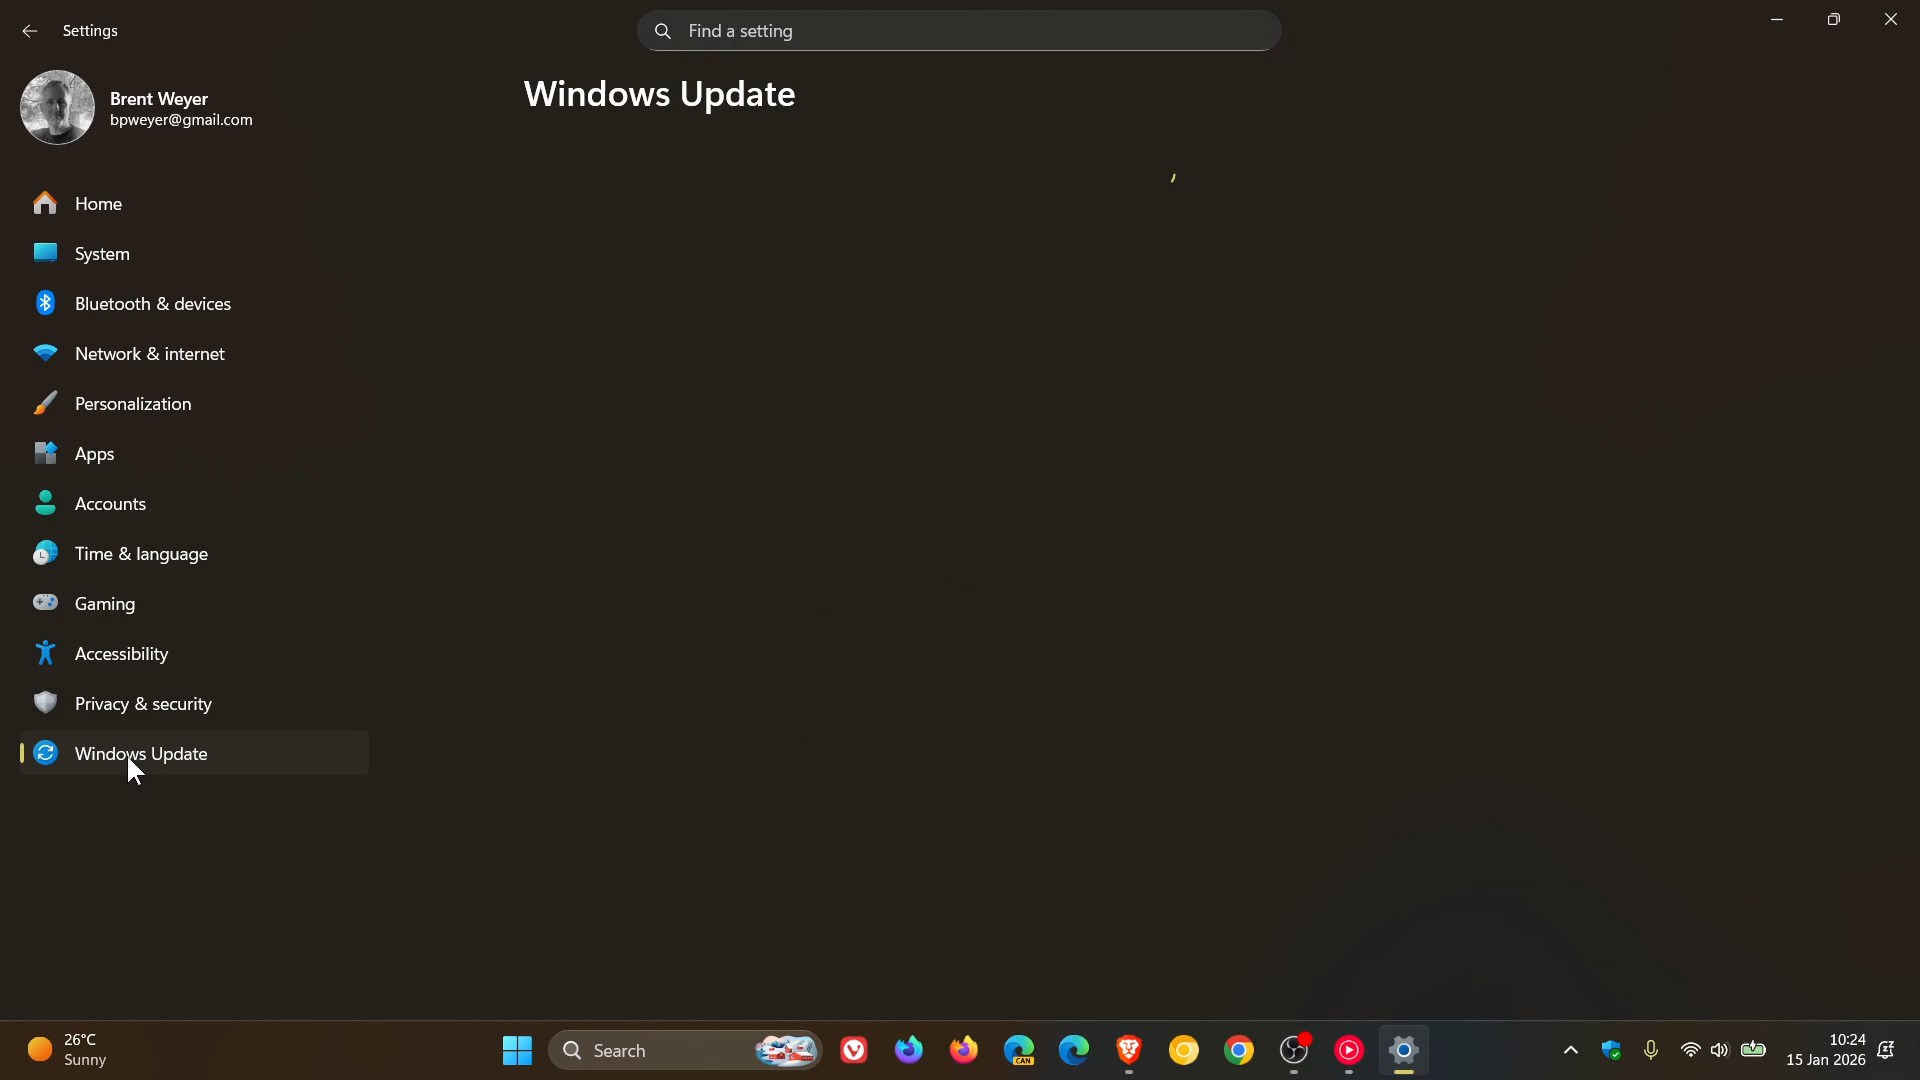 Settings
Find a setting
Brent Weyer
bpweyer@gmail.com
Windows Update
Home
System
Bluetooth & devices
Network & internet
Personalization
Apps
Accounts
Time & language
Gaming
Accessibility
Privacy & security
Windows Update
26°C
Sunny
Search
CAN
10:24
15 Jan 2026